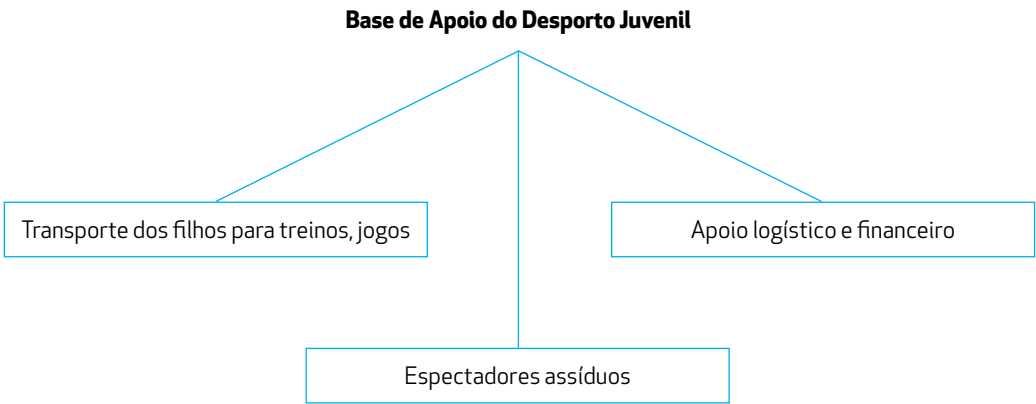 Base de Apoio do Desporto Juvenil
Transporte dos filhos para treinos, jogos
Apoio logístico e financeiro
Espectadores assíduos